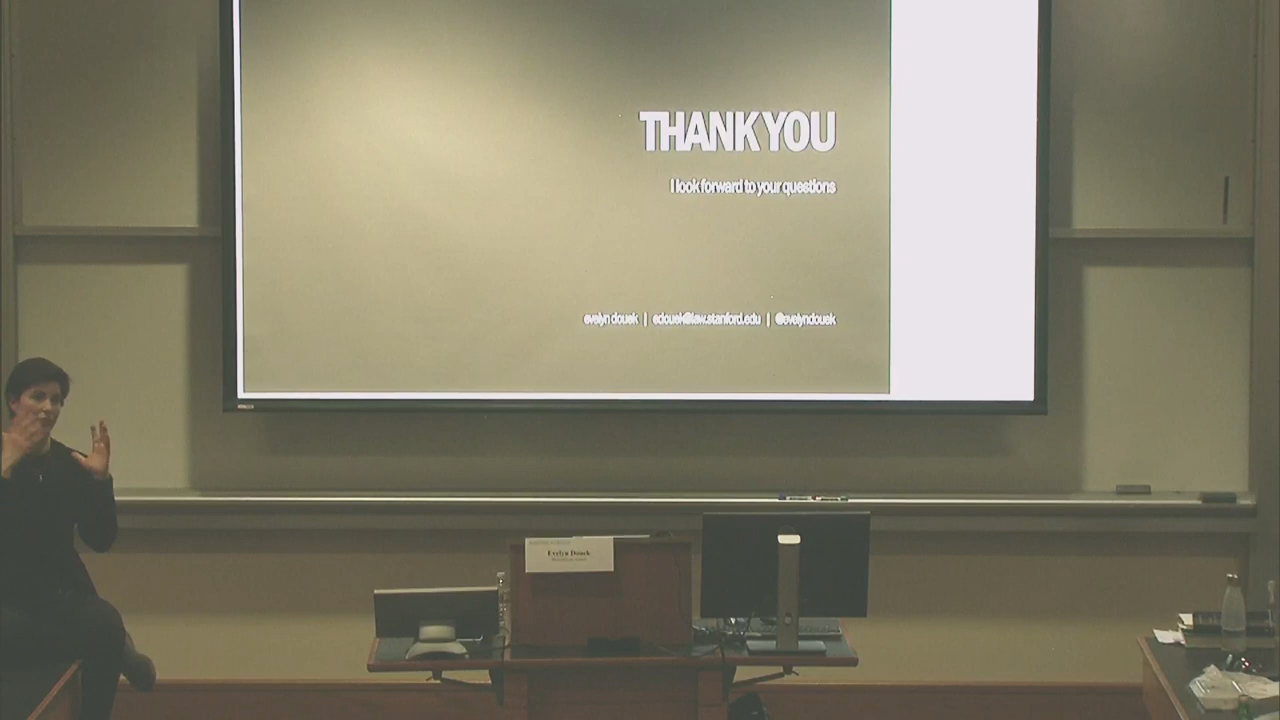 THANK YOU
I look forward to your questions
evelyn douek | edouek@law.stanford.edu | @evelyndouek
Evelyn Douek